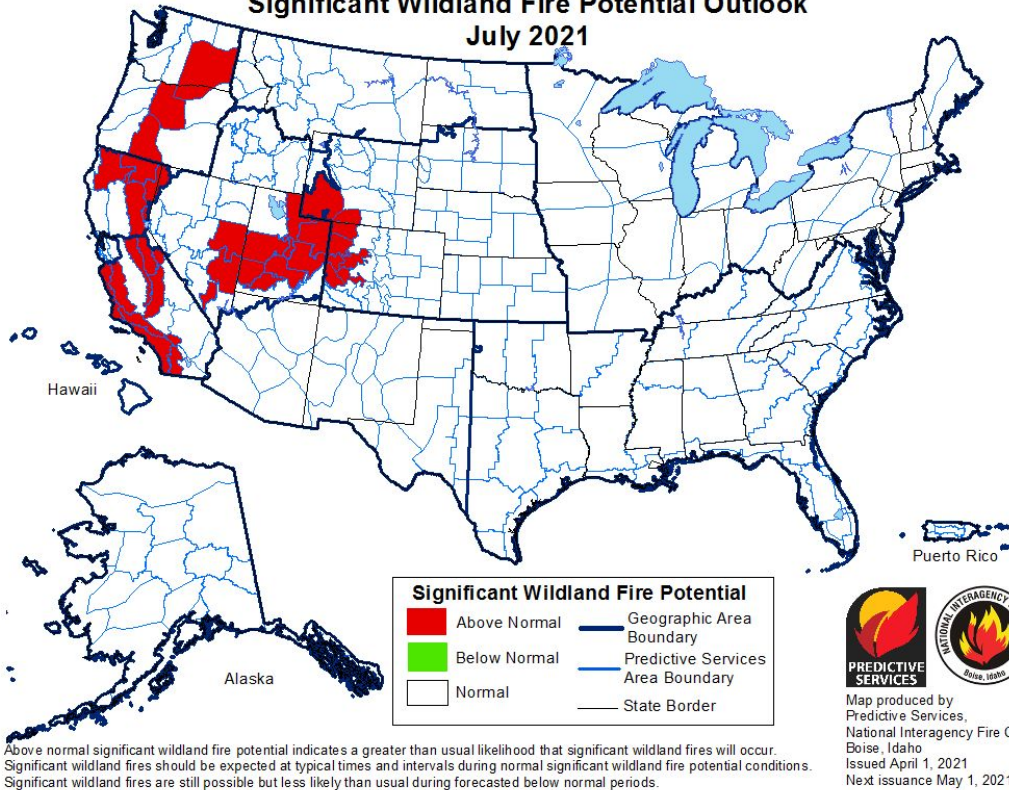 Significant Wildland Fire Potential Outlook
July 2021
Hawaii
Alaska
Puerto Rico
Significant Wildland Fire Potential
Above Normal
Below Normal
Normal
Geographic Area
Boundary
Predictive Services
Area Boundary
State Border
PREDICTIVE
SERVICES
NATIONAL INTERAGENCY
Boise, Idaho
Map produced by
Predictive Services,
National Interagency Fire
Boise, Idaho
Issued April 1, 2021
Next issuance May 1, 2021
Above normal significant wildland fire potential indicates a greater than usual likelihood that significant wildland fires will occur.
Significant wildland fires should be expected at typical times and intervals during normal significant wildland fire potential conditions.
Significant wildland fires are still possible but less likely than usual during forecasted below normal periods.